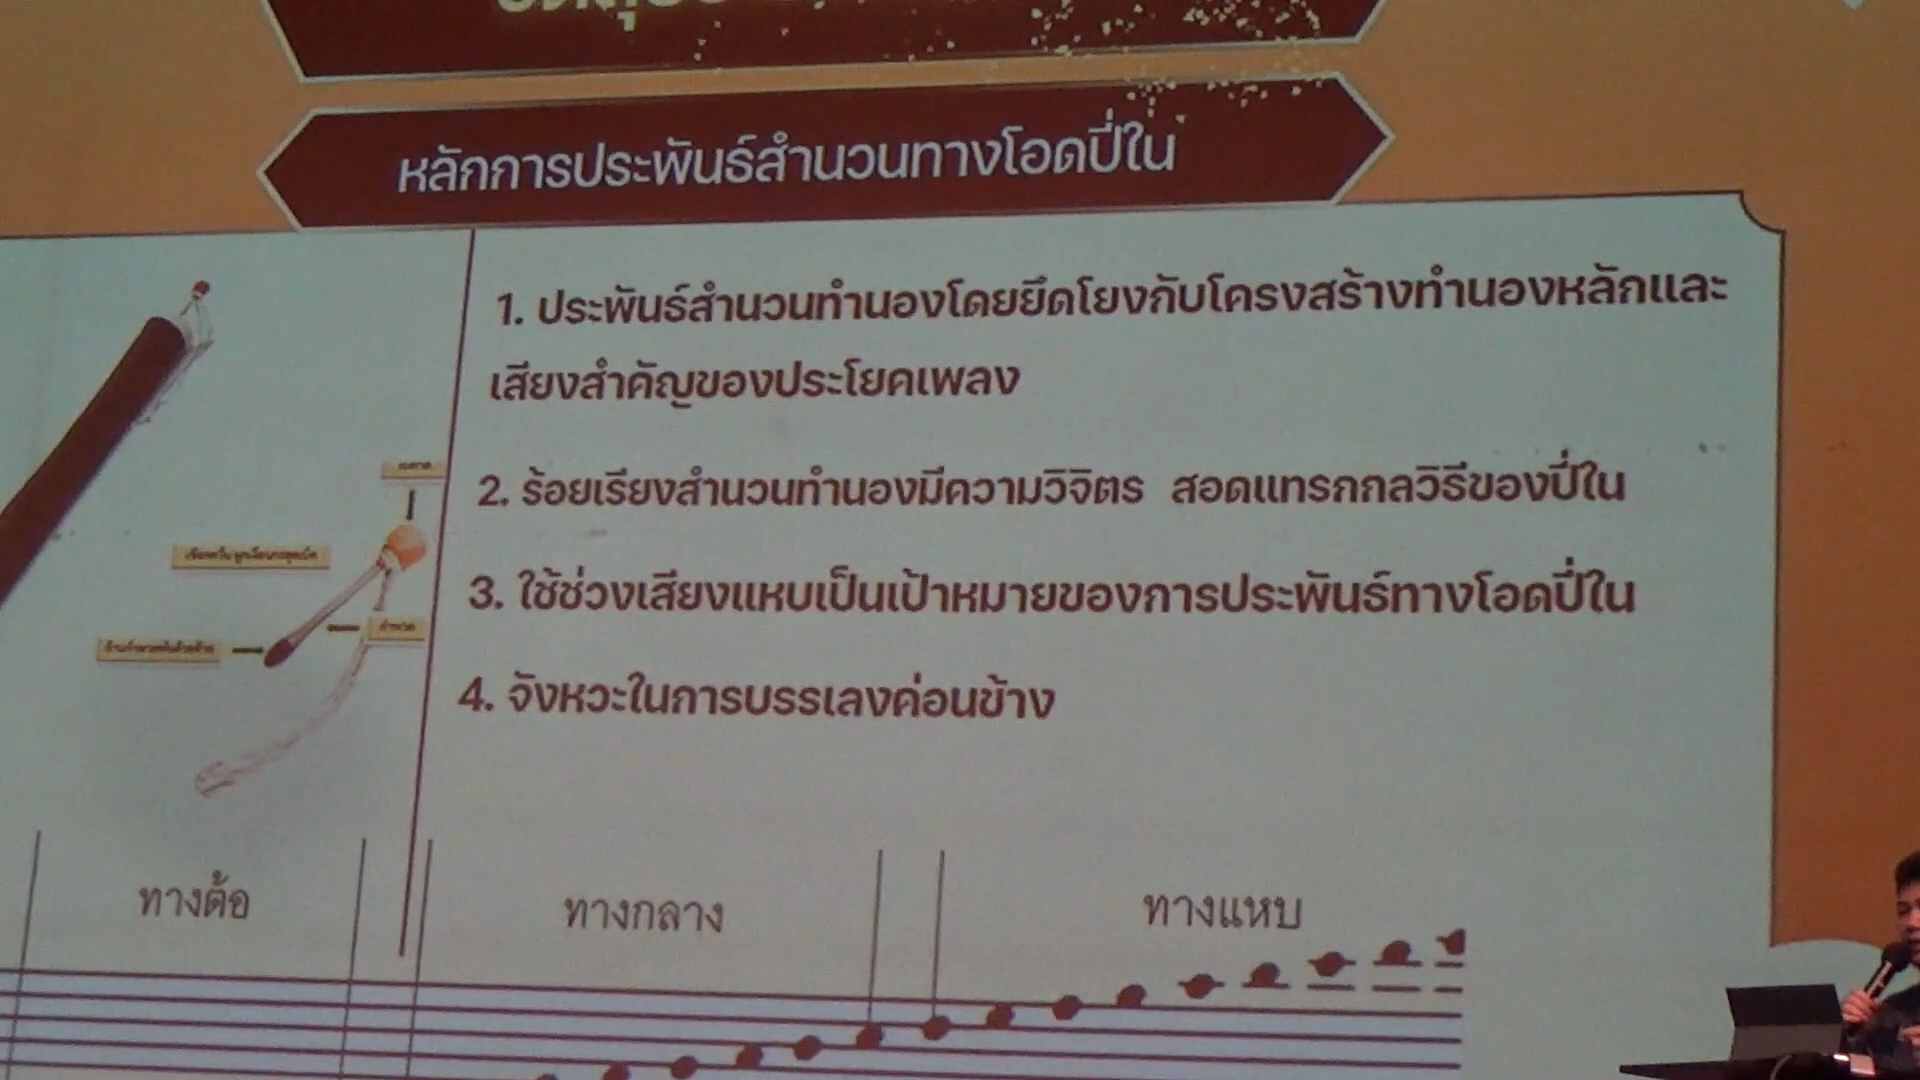 หลักการประพันธ์สำนวนทางโอดปี่ใน
1. ประพันธ์สำนวนทำนองโดยยึดโยงกับโครงสร้างทำนองหลักและ
เสียงสำคัญของประโยคเพลง
2. ร้อยเรียงสำนวนทำนองมีความวิจิตร สอดแทรกกลวิธีของปี่ใน
3. ใช้ช่วงเสียงแหบเป็นเป้าหมายของการประพันธ์ทางโอดปี่ใน
4. จังหวะในการบรรเลงค่อนข้าง
กำพวด
ทางต้อ
ทางกลาง
ทางแหบ